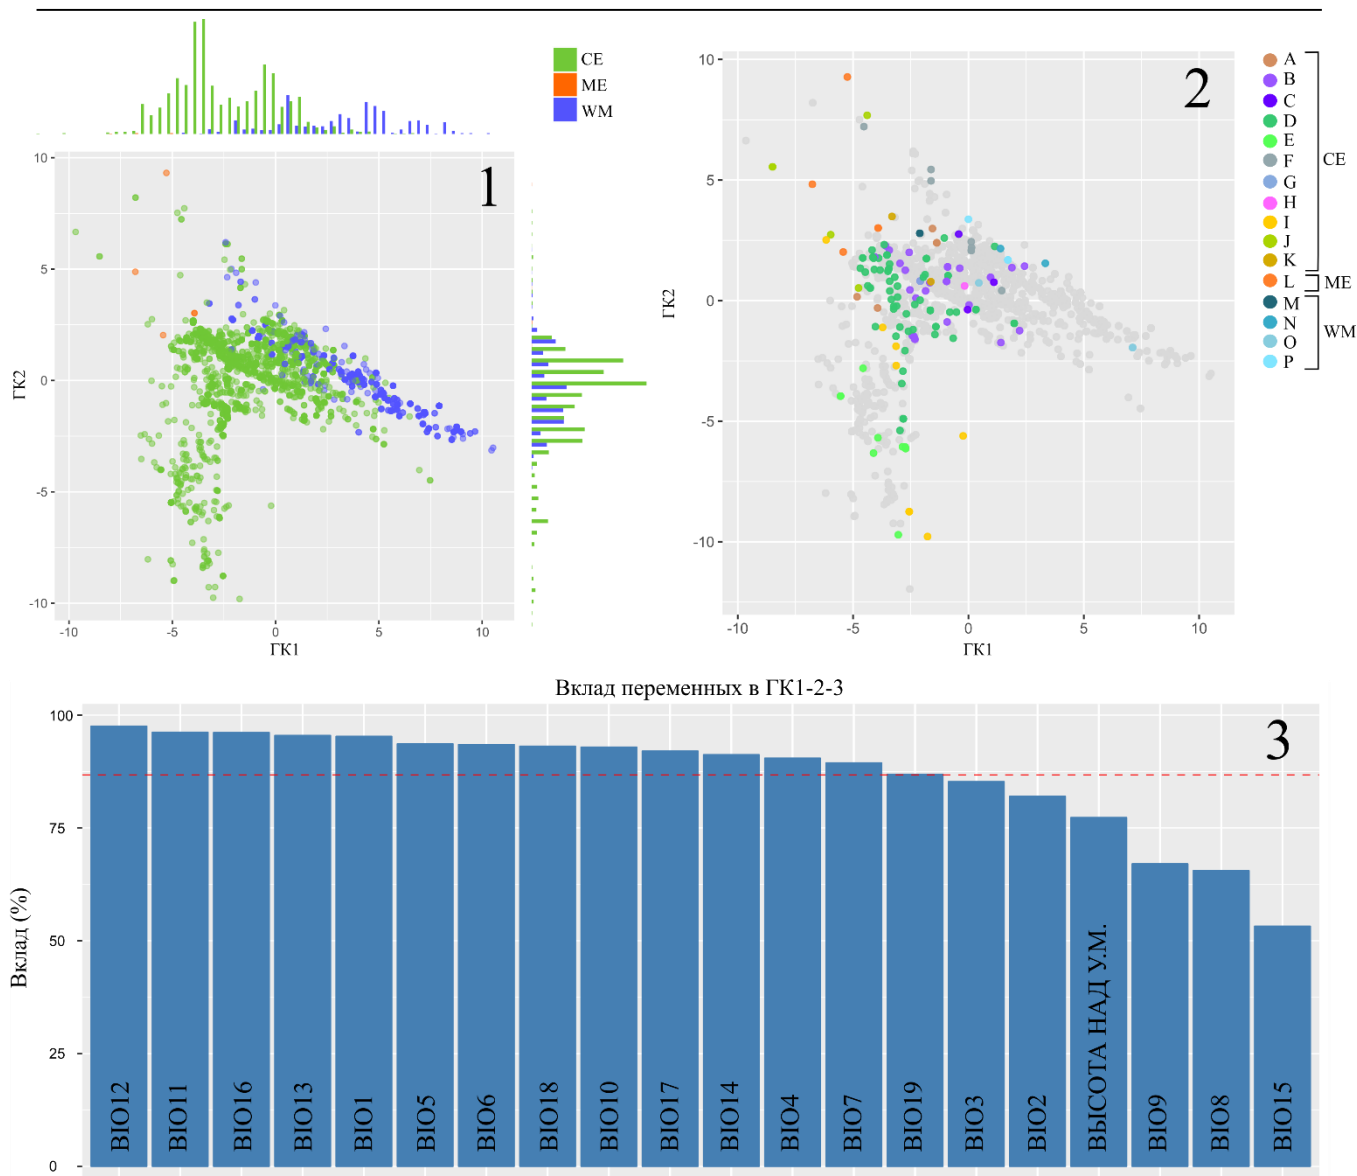 CE
ME
WM
1
10
5
0
-5
-10
ГК2
-10
-5
0
5
10
ГК1
2
10
5
0
-5
-10
ГК2
-10
-5
0
5
10
ГК1
A
B
C
D
E
F
G
H
I
J
K
L
M
N
O
P
CE
ME
WM
Вклад переменных в ГК1-2-3
3
Вклад (%)
100
75
50
25
0
BIO12
BIO11
BIO16
BIO13
BIO1
BIO5
BIO6
BIO18
BIO10
BIO17
BIO14
BIO4
BIO7
BIO19
BIO3
BIO2
ВЫСОТА НАД У.М.
BIO9
BIO8
BIO15